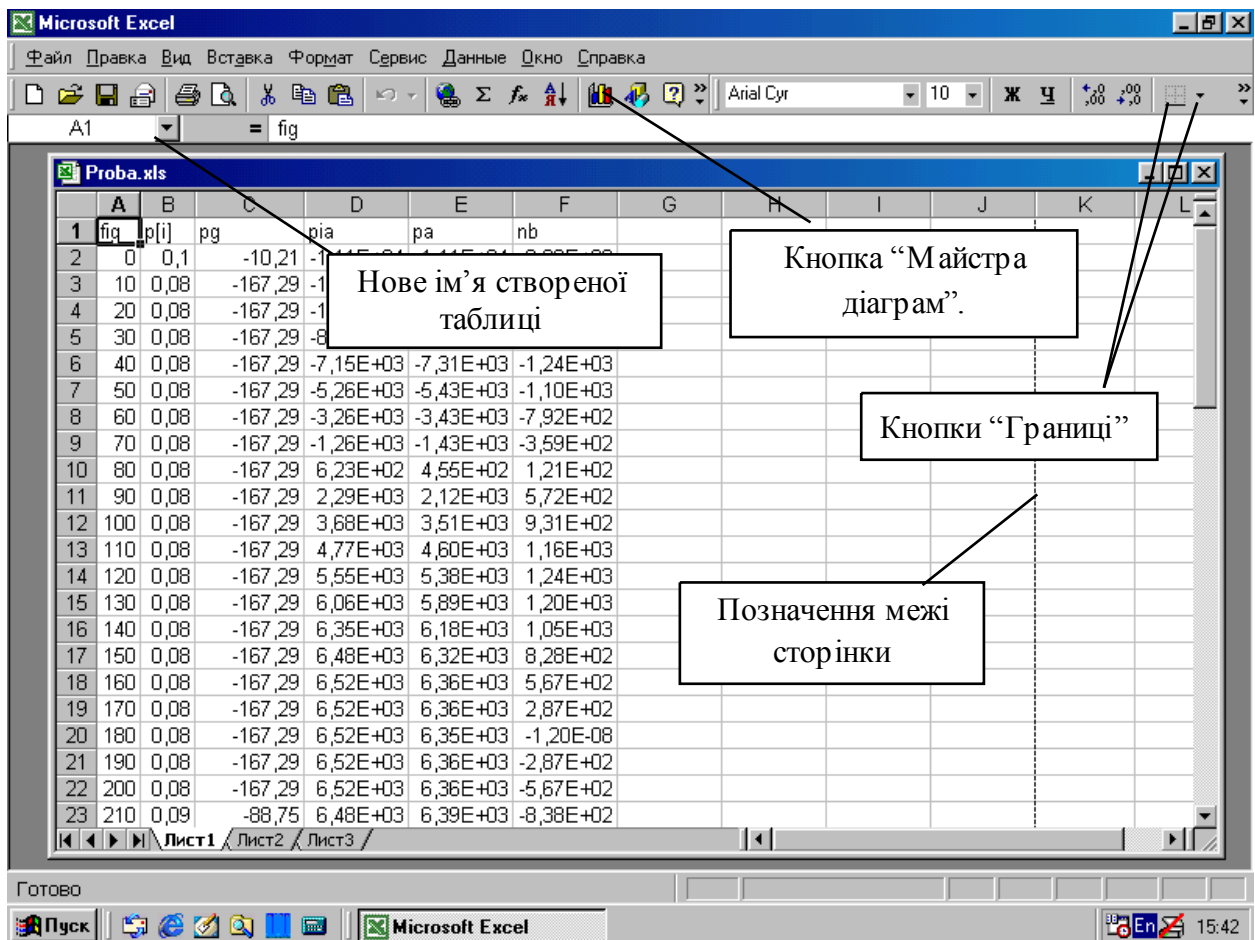 Microsoft Excel
Файл Правка Вид Вставка Формат Сервис Данные Окно Справка
Arial Cyr 10 Ж Ч
A1 = fig
Proba.xls
A B C D E F G H I J K L
1 fig p[i] pg pia pa nb
2 0 0,1 -10,21
3 10 0,08 -167,29
4 20 0,08 -167,29
5 30 0,08 -167,29
6 40 0,08 -167,29 -7,15E+03 -7,31E+03 -1,24E+03
7 50 0,08 -167,29 -5,26E+03 -5,43E+03 -1,10E+03
8 60 0,08 -167,29 -3,26E+03 -3,43E+03 -7,92E+02
9 70 0,08 -167,29 -1,26E+03 -1,43E+03 -3,59E+02
10 80 0,08 -167,29 6,23E+02 4,55E+02 1,21E+02
11 90 0,08 -167,29 2,29E+03 2,12E+03 5,72E+02
12 100 0,08 -167,29 3,68E+03 3,51E+03 9,31E+02
13 110 0,08 -167,29 4,77E+03 4,60E+03 1,16E+03
14 120 0,08 -167,29 5,55E+03 5,38E+03 1,24E+03
15 130 0,08 -167,29 6,06E+03 5,89E+03 1,20E+03
16 140 0,08 -167,29 6,35E+03 6,18E+03 1,05E+03
17 150 0,08 -167,29 6,48E+03 6,32E+03 8,28E+02
18 160 0,08 -167,29 6,52E+03 6,36E+03 5,67E+02
19 170 0,08 -167,29 6,52E+03 6,36E+03 2,87E+02
20 180 0,08 -167,29 6,52E+03 6,35E+03 -1,20E-08
21 190 0,08 -167,29 6,52E+03 6,36E+03 -2,87E+02
22 200 0,08 -167,29 6,52E+03 6,36E+03 -5,67E+02
23 210 0,09 -88,75 6,48E+03 6,39E+03 -8,38E+02
Нове ім’я створеної
таблиці
Кнопка “Майстра
діаграм”.
Кнопки “Границі”
Позначення межі
сторінки
Лист1 Лист2 Лист3
Готово
Пуск Microsoft Excel En 15:42